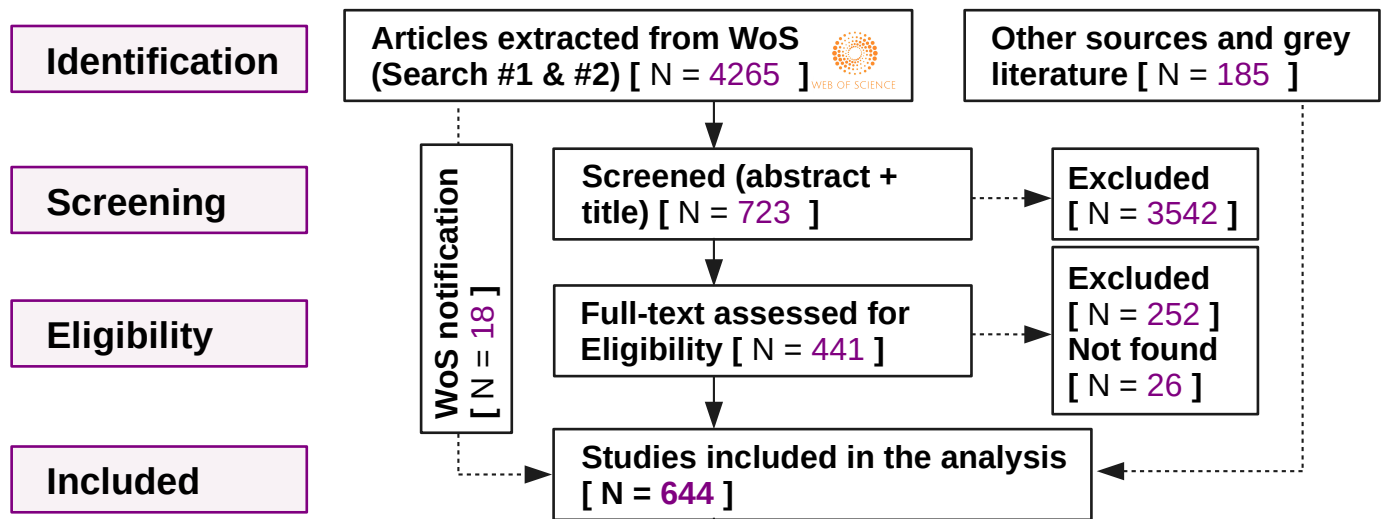 Identification
Articles extracted from WoS
(Search #1 & #2) [ N = 4265 ]
WEB OF SCIENCE
Other sources and grey
literature [ N = 185 ]
Screening
WoS notification
[ N = 18 ]
Screened (abstract +
title) [ N = 723 ]
Excluded
[ N = 3542 ]
Eligibility
Full-text assessed for
Eligibility [ N = 441 ]
Excluded
[ N = 252 ]
Not found
[ N = 26 ]
Included
Studies included in the analysis
[ N = 644 ]